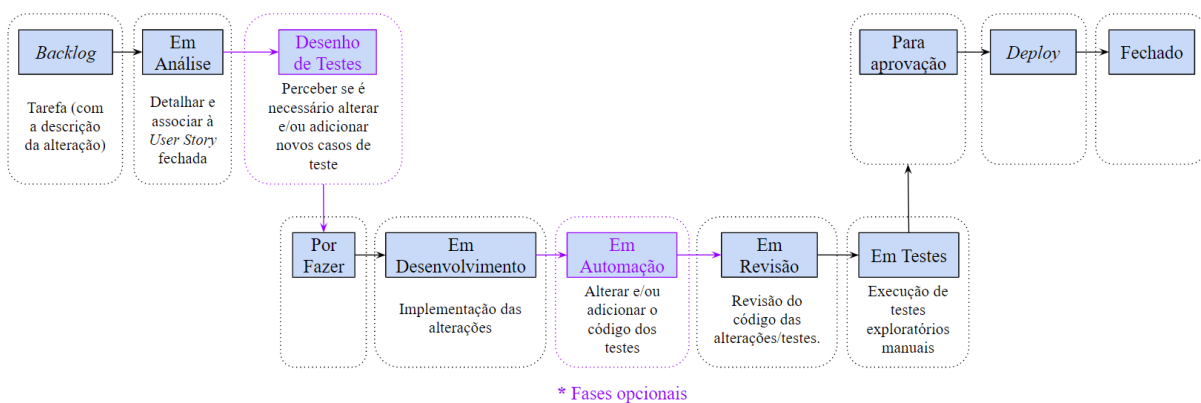 Backlog
Em
Análise
Desenho
de Testes
Para
aprovação
Deploy
Fechado
Tarefa (com
a descrição
da alteração)
Detalhar e
associar à
User Story
fechada
Perceber se é
necessário alterar
e/ou adicionar
novos casos de
teste
Por
Fazer
Em
Desenvolvimento
Em
Automação
Em
Revisão
Em Testes
Implementação das
alterações
Alterar e/ou
adicionar o
código dos
testes
Revisão do
código das
alterações/testes.
Execução de
testes
exploratórios
manuais
* Fases opcionais